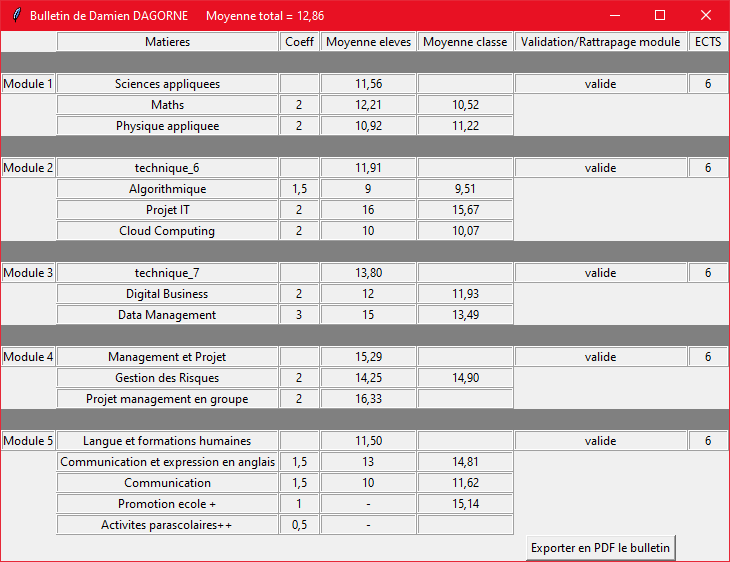 Bulletin de Damien DAGORNE Moyenne total = 12,86
Matieres Coeff Moyenne eleves Moyenne classe Validation/Rattrapage module ECTS
Module 1 Sciences appliquees 11,56 valide 6
Maths 2 12,21 10,52
Physique appliquee 2 10,92 11,22
Module 2 technique_6 11,91 valide 6
Algorithmique 1,5 9 9,51
Projet IT 2 16 15,67
Cloud Computing 2 10 10,07
Module 3 technique_7 13,80 valide 6
Digital Business 2 12 11,93
Data Management 3 15 13,49
Module 4 Management et Projet 15,29 valide 6
Gestion des Risques 2 14,25 14,90
Projet management en groupe 2 16,33
Module 5 Langue et formations humaines 11,50 valide 6
Communication et expression en anglais 1,5 13 14,81
Communication 1,5 10 11,62
Promotion ecole + 1 - 15,14
Activites parascolaires++ 0,5 -
Exporter en PDF le bulletin